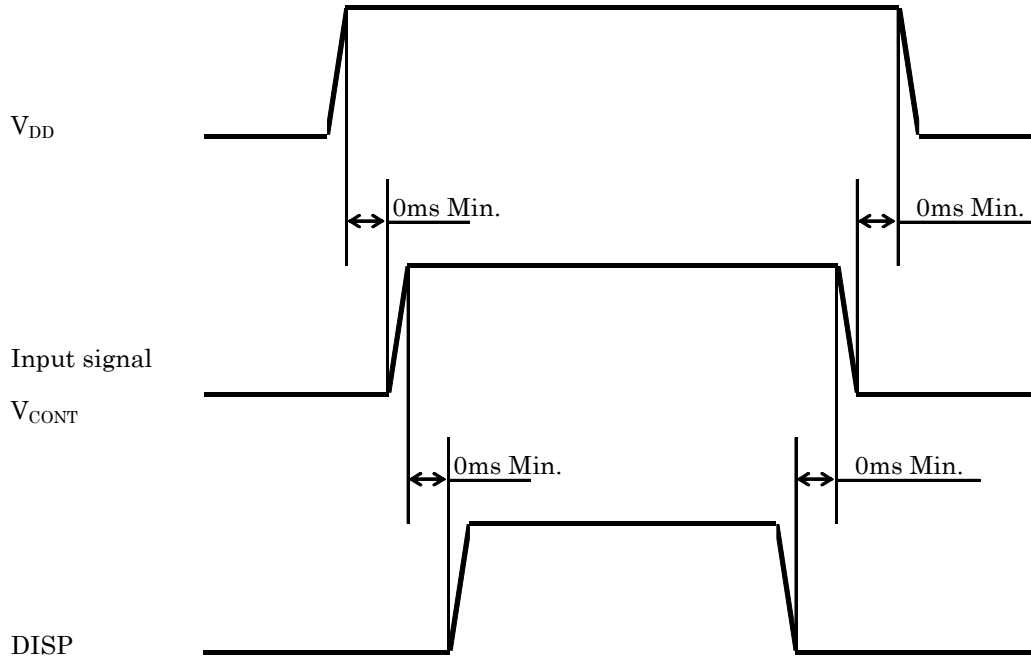 V_DD
0ms Min.
0ms Min.
Input signal
V_CONT
0ms Min.
0ms Min.
DISP